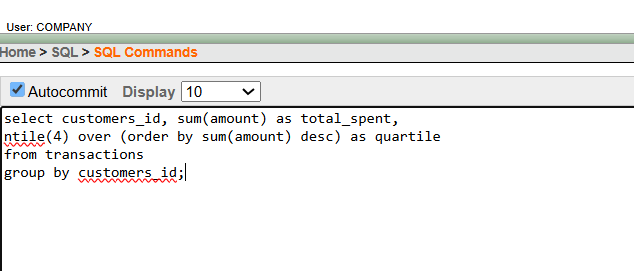 User: COMPANY
Home > SQL > SQL Commands
Autocommit Display 10
select customers_id, sum(amount) as total_spent,
ntile(4) over (order by sum(amount) desc) as quartile
from transactions
group by customers_id;